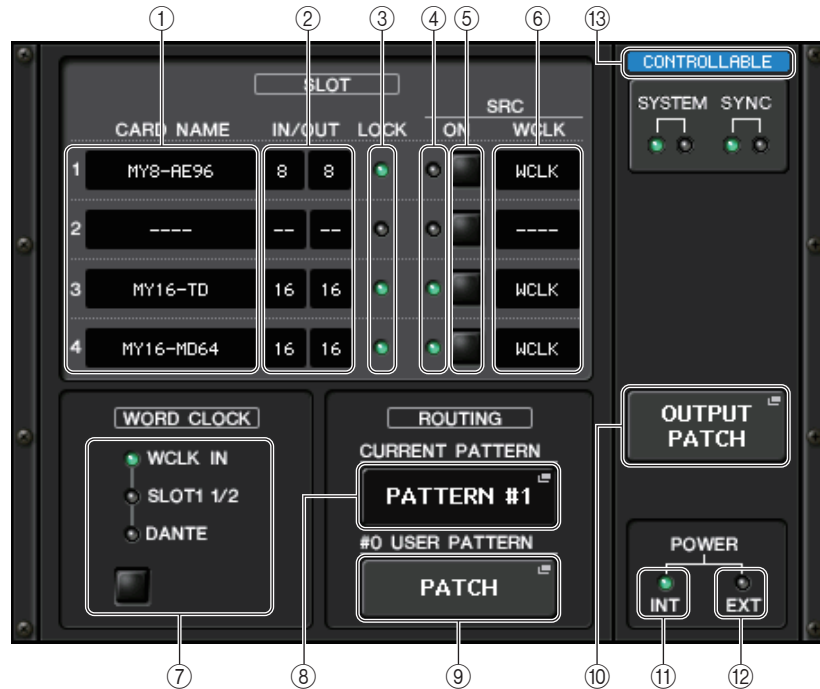 ① ② ③ ④ ⑤ ⑥ ⑬
SLOT
SRC
CARD NAME IN/OUT LOCK ON WCLK
1 MY8-AE96 8 8 WCLK
2 ---- -- -- ----
3 MY16-TD 16 16 WCLK
4 MY16-MD64 16 16 WCLK
CONTROLLABLE
SYSTEM SYNC
WORD CLOCK
WCLK IN
SLOT1 1/2
DANTE
ROUTING
CURRENT PATTERN
PATTERN #1
#0 USER PATTERN
PATCH
OUTPUT
PATCH
POWER
INT EXT
⑦ ⑧ ⑨ ⑩ ⑪ ⑫